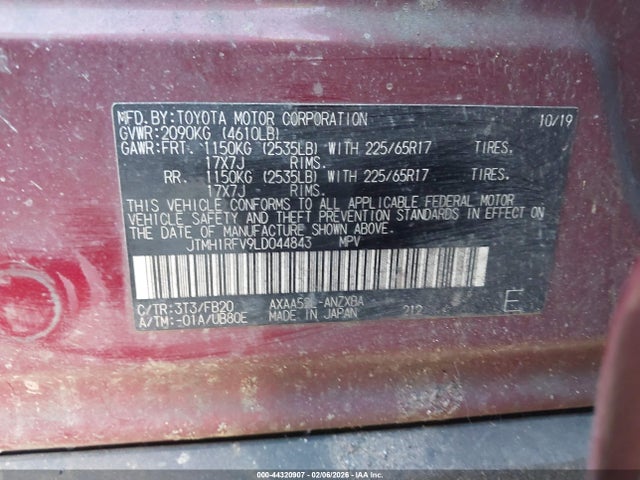 MFD.BY:TOYOTA MOTOR CORPORATION 10/19
GVWR:2090KG (4610LB)
GAWR:FRT. 1150KG (2535LB) WITH 225/65R17 TIRES.
17X7J RIMS.
RR. 1150KG (2535LB) WITH 225/65R17 TIRES.
17X7J RIMS.
THIS VEHICLE CONFORMS TO ALL APPLICABLE FEDERAL MOTOR
VEHICLE SAFETY AND THEFT PREVENTION STANDARDS IN EFFECT ON
THE DATE OF MANUFACTURE SHOWN ABOVE.
JTMH1RFV9LD044843 MPV
C/TR:3T3/FB20 AXAA52L-ANZXBA 212 E
A/TM:-01A/UB80E MADE IN JAPAN
000-44320907 - 02/06/2026 - COPART